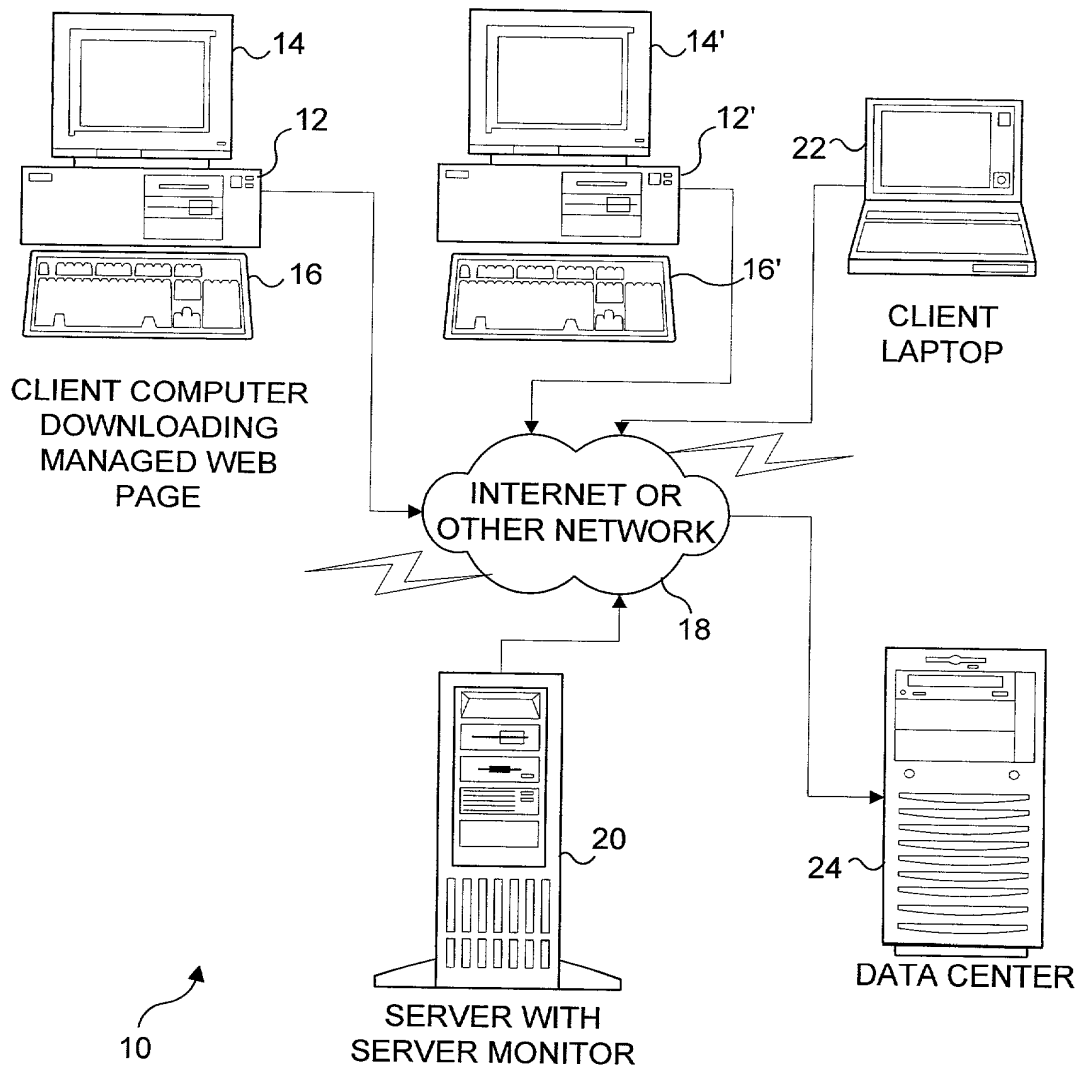 14
12
16
CLIENT COMPUTER
DOWNLOADING
MANAGED WEB
PAGE
14'
12'
16'
22
CLIENT
LAPTOP
INTERNET OR
OTHER NETWORK
18
20
SERVER WITH
SERVER MONITOR
24
DATA CENTER
10